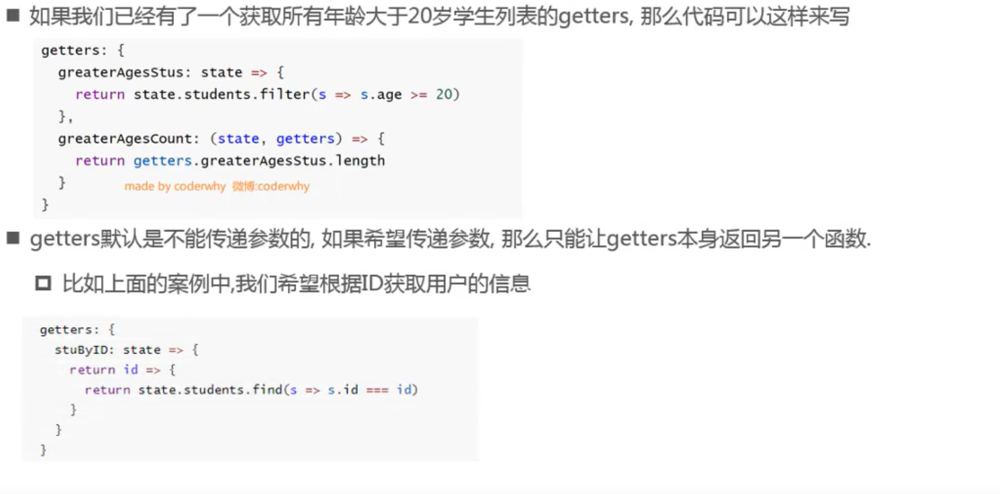 ■ 如果我们已经有了一个获取所有年龄大于20岁学生列表的getters, 那么代码可以这样来写
getters: {
  greaterAgesStus: state => {
    return state.students.filter(s => s.age >= 20)
  },
  greaterAgesCount: (state, getters) => {
    return getters.greaterAgesStus.length
  }
made by coderwhy 微博:coderwhy
}
■ getters默认是不能传递参数的, 如果希望传递参数, 那么只能让getters本身返回另一个函数.
比如上面的案例中,我们希望根据ID获取用户的信息
getters: {
  stuByID: state => {
    return id => {
      return state.students.find(s => s.id === id)
    }
  }
}